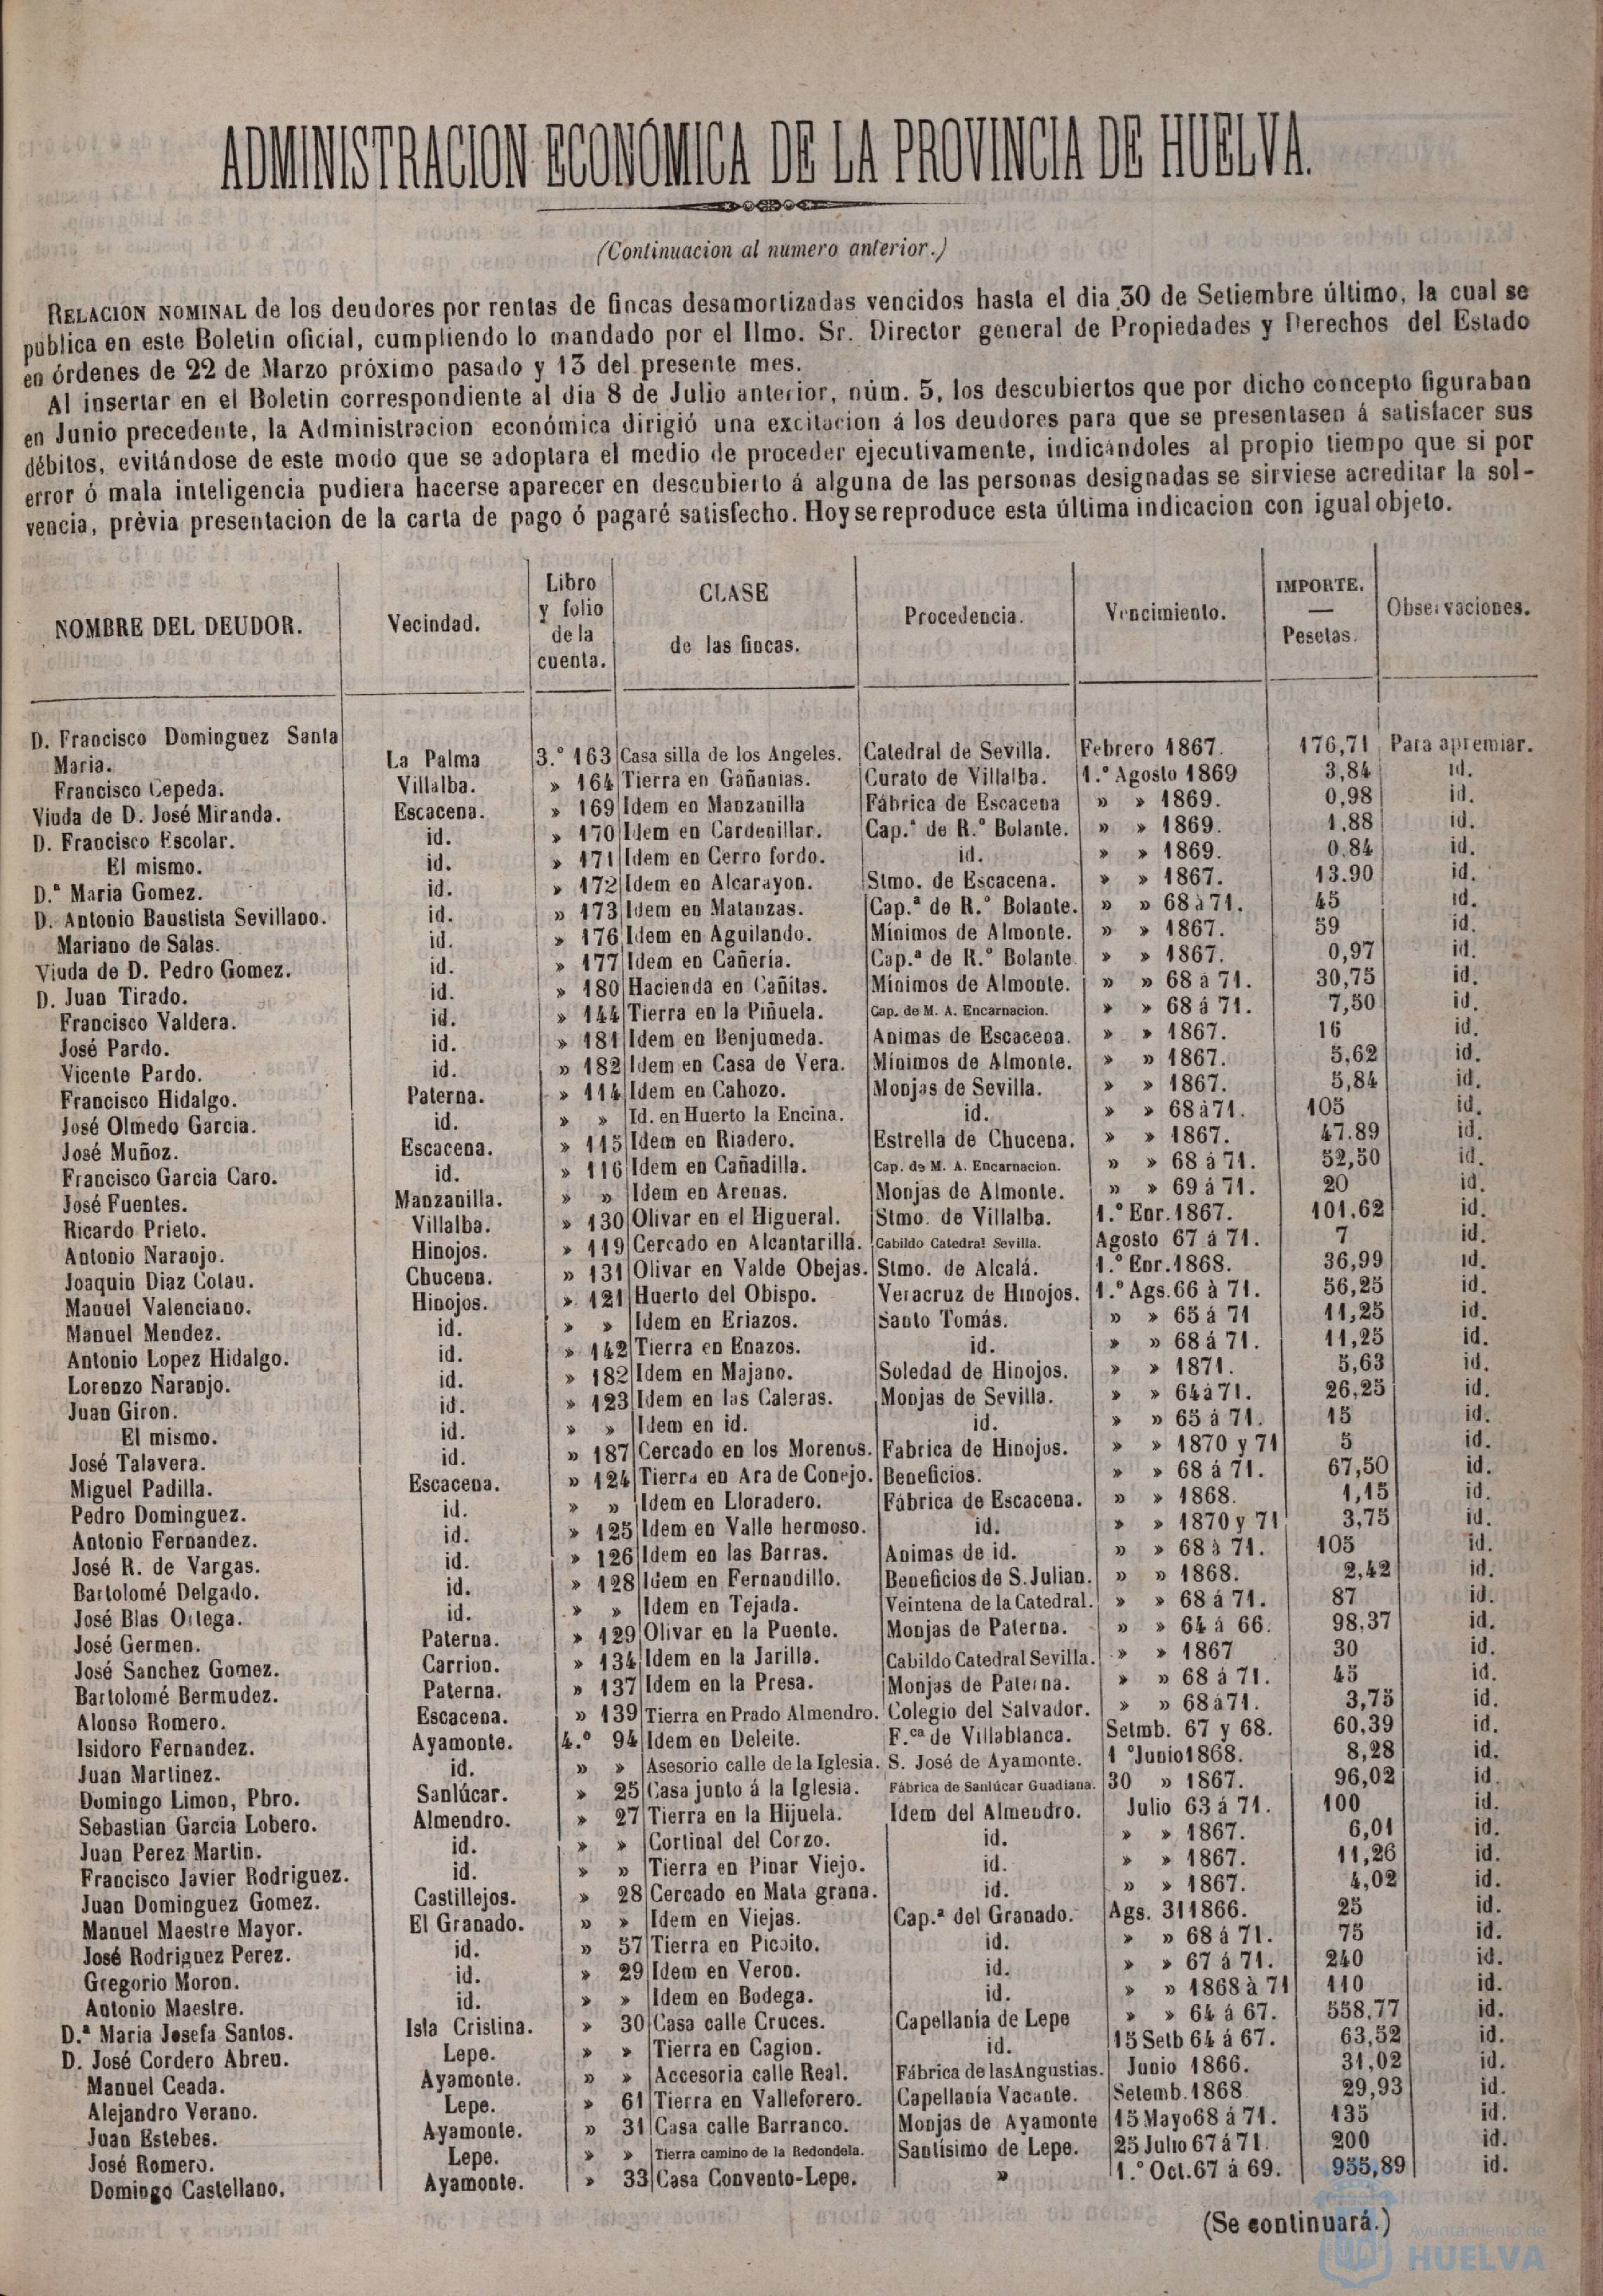 ADMINISTRACION ECONÓMICA DE LA PROVINCIA DE HUELVA.
(Continuacion al numero anterior.)
RELACION NOMINAL de los deudores por rentas de fincas desamortizadas vencidos hasta el dia 30 de Setiembre último, la cual se
pública en este Boletin oficial, cumpliendo lo mandado por el Ilmo. Sr. Director general de Propiedades y Derechos del Estado
en órdenes de 22 de Marzo próximo pasado y 13 del presente mes.
Al insertar en el Boletin correspondiente al dia 8 de Julio anterior, núm. 5, los descubiertos que por dicho concepto figuraban
en Junio precedente, la Administracion económica dirigió una excitacion á los deudores para que se presentasen á satisfacer sus
débitos, evitándose de este modo que se adoptara el medio de proceder ejecutivamente, indicándoles al propio tiempo que si por
error ó mala inteligencia pudiera hacerse aparecer en descubierto á alguna de las personas designadas se sirviese acreditar la sol-
vencia, prévia presentacion de la carta de pago ó pagaré satisfecho. Hoy se reproduce esta última indicacion con igual objeto.
NOMBRE DEL DEUDOR. Vecindad. Libro y folio de la cuenta. CLASE de las fincas. Procedencia. Vencimiento. IMPORTE. — Pesetas. Observaciones.
D. Francisco Dominguez Santa
Maria. La Palma 3.º 163 Casa silla de los Angeles. Catedral de Sevilla. Febrero 1867. 176,71 Para apremiar.
Francisco Cepeda. Villalba. » 164 Tierra en Gañanias. Curato de Villalba. 1.º Agosto 1869 3,84 id.
Viuda de D. José Miranda. Escacena. » 169 Idem en Manzanilla Fábrica de Escacena » » 1869. 0,98 id.
D. Francisco Escolar. id. » 170 Idem en Cardenillar. Cap.ª de R.º Bolante. » » 1869. 1.88 id.
El mismo. id. » 171 Idem en Cerro fordo. id. » » 1869. 0.84 id.
D.ª Maria Gomez. id. » 172 Idem en Alcarayon. Stmo. de Escacena. » » 1867. 13.90 id.
D. Antonio Baustista Sevillano. id. » 173 Idem en Matanzas. Cap.ª de R.º Bolante. » » 68 à 71. 45 id.
Mariano de Salas. id. » 176 Idem en Aguilando. Mínimos de Almonte. » » 1867. 59 id.
Viuda de D. Pedro Gomez. id. » 177 Idem en Cañeria. Cap.ª de R.º Bolante » » 1867. 0,97 id.
D. Juan Tirado. id. » 180 Hacienda en Cañitas. Mínimos de Almonte. » » 68 á 71. 30,75 id.
Francisco Valdera. id. » 144 Tierra en la Piñuela. Cap. de M. A. Encarnacion. » » 68 á 71. 7,50 id.
José Pardo. id. » 181 Idem en Benjumeda. Animas de Escacena. » » 1867. 16 id.
Vicente Pardo. id. » 182 Idem en Casa de Vera. Mínimos de Almonte. » » 1867. 5,62 id.
Francisco Hidalgo. Paterna. » 114 Idem en Cahozo. Monjas de Sevilla. » » 1867. 5,84 id.
José Olmedo Garcia. id. » » Id. en Huerto la Encina. id. » » 68 á 71. 105 id.
José Muñoz. Escacena. » 115 Idem en Riadero. Estrella de Chucena. » » 1867. 47.89 id.
Francisco Garcia Caro. id. » 116 Idem en Cañadilla. Cap. de M. A. Encarnacion. » » 68 á 71. 52,50 id.
José Fuentes. Manzanilla. » » Idem en Arenas. Monjas de Almonte. » » 69 á 71. 20 id.
Ricardo Prieto. Villalba. » 130 Olivar en el Higueral. Stmo. de Villalba. 1.º Enr. 1867. 101.62 id.
Antonio Naranjo. Hinojos. » 119 Cercado en Alcantarilla. Cabildo Catedral Sevilla. Agosto 67 á 71. 7 id.
Joaquin Diaz Colau. Chucena. » 131 Olivar en Valde Obejas. Stmo. de Alcalá. 1.º Enr. 1868. 36,99 id.
Manuel Valenciano. Hinojos. » 121 Huerto del Obispo. Veracruz de Hinojos. 1.º Ags. 66 à 71. 56,25 id.
Manuel Mendez. id. » » Idem en Eriazos. Santo Tomás. » » 65 á 71 11,25 id.
Antonio Lopez Hidalgo. id. » 142 Tierra en Enazos. id. » » 68 á 71. 11,25 id.
Lorenzo Naranjo. id. » 182 Idem en Majano. Soledad de Hinojos. » » 1871. 5,63 id.
Juan Giron. id. » 123 Idem en las Caleras. Monjas de Sevilla. » » 64 à 71. 26,25 id.
El mismo. id. » » Idem en id. id. » » 65 á 71. 15 id.
José Talavera. id. » 187 Cercado en los Morenos. Fabrica de Hinojos. » » 1870 y 71 5 id.
Miguel Padilla. Escacena. » 124 Tierra en Ara de Conejo. Beneficios. » » 68 á 71. 67,50 id.
Pedro Dominguez. id. » » Idem en Lloradero. Fábrica de Escacena. » » 1868. 1,15 id.
Antonio Fernandez. id. » 125 Idem en Valle hermoso. id. » » 1870 y 71 3,75 id.
José R. de Vargas. id. » 126 Idem en las Barras. Animas de id. » » 68 à 71. 105 id.
Bartolomé Delgado. id. » 128 Idem en Fernandillo. Beneficios de S. Julian. » » 1868. 2,42 id.
José Blas Ortega. id. » » Idem en Tejada. Veintena de la Catedral. » » 68 á 71. 87 id.
José Germen. Paterna. » 129 Olivar en la Puente. Monjas de Paterna. » » 64 á 66. 98,37 id.
José Sanchez Gomez. Carrion. » 134 Idem en la Jarilla. Cabildo Catedral Sevilla. » » 1867 30 id.
Bartolomé Bermudez. Paterna. » 137 Idem en la Presa. Monjas de Paterna. » » 68 á 71. 45 id.
Alonso Romero. Escacena. » 139 Tierra en Prado Almendro. Colegio del Salvador. » » 68 á 71. 3,75 id.
Isidoro Fernandez. Ayamonte. 4.º 94 Idem en Deleite. F.ca de Villablanca. Setmb. 67 y 68. 60,39 id.
Juan Martinez. id. » » Asesorio calle de la Iglesia. S. José de Ayamonte. 1 º Junio 1868. 8,28 id.
Domingo Limon, Pbro. Sanlúcar. » 25 Casa junto á la Iglesia. Fábrica de Sanlúcar Guadiana. 30 » 1867. 96,02 id.
Sebastian Garcia Lobero. Almendro. » 27 Tierra en la Hijuela. Idem del Almendro. Julio 63 á 71. 100 id.
Juan Perez Martin. id. » » Cortinal del Corzo. id. » » 1867. 6,01 id.
Francisco Javier Rodriguez. id. » » Tierra en Pinar Viejo. id. » » 1867. 11,26 id.
Juan Dominguez Gomez. Castillejos. » 28 Cercado en Mata grana. id. » » 1867. 4,02 id.
Manuel Maestre Mayor. El Granado. » » Idem en Viejas. Cap.ª del Granado. Ags. 31 1866. 25 id.
José Rodriguez Perez. id. » 57 Tierra en Picoito. id. » » 68 á 71. 75 id.
Gregorio Moron. id. » 29 Idem en Veron. id. » » 67 á 71. 240 id.
Antonio Maestre. id. » » Idem en Bodega. id. » » 1868 à 71 110 id.
D.ª Maria Josefa Santos. Isla Cristina. » 30 Casa calle Cruces. Capellanía de Lepe » » 64 á 67. 558,77 id.
D. José Cordero Abreu. Lepe. » » Tierra en Cagion. id. 15 Setb 64 á 67. 63,52 id.
Manuel Ceada. Ayamonte. » » Accesoria calle Real. Fábrica de las Angustias. Junio 1866. 31,02 id.
Alejandro Verano. Lepe. » 61 Tierra en Valleforero. Capellanía Vacante. Setemb. 1868 29,93 id.
Juan Estebes. Ayamonte. » 31 Casa calle Barranco. Monjas de Ayamonte 15 Mayo 68 á 71. 135 id.
José Romero. Lepe. » » Tierra camino de la Redondela. Santísimo de Lepe. 25 Julio 67 á 71. 200 id.
Domingo Castellano. Ayamonte. » 33 Casa Convento-Lepe. » 1.º Oct. 67 á 69. 955,89 id.
(Se continuará.)
Ayuntamiento de
HUELVA